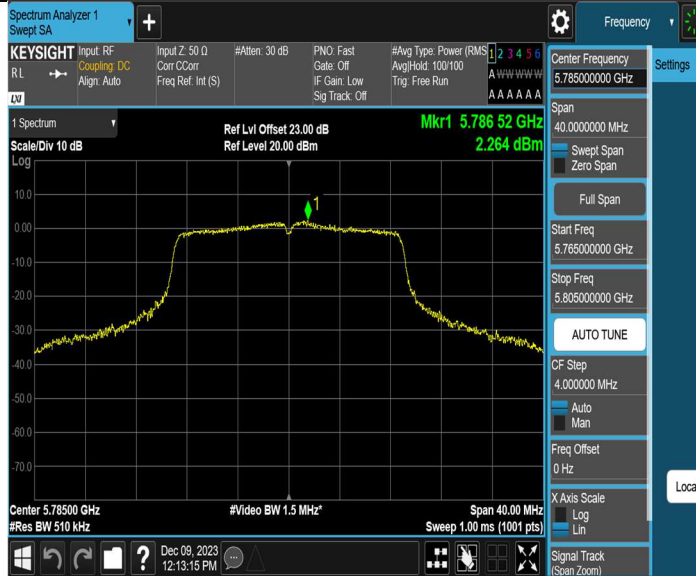 Spectrum Analyzer 1
Swept SA
Frequency
KEYSIGHT
R L
LXI
Input: RF
Coupling: DC
Align: Auto
Input Z: 50 Ω
Corr CCorr
Freq Ref: Int (S)
#Atten: 30 dB
PNO: Fast
Gate: Off
IF Gain: Low
Sig Track: Off
#Avg Type: Power (RMS
Avg|Hold: 100/100
Trig: Free Run
1 2 3 4 5 6
A W W W W W
A A A A A A
1 Spectrum
Scale/Div 10 dB
Log
Ref Lvl Offset 23.00 dB
Ref Level 20.00 dBm
Mkr1 5.786 52 GHz
2.264 dBm
1
10.0
0.00
-10.0
-20.0
-30.0
-40.0
-50.0
-60.0
-70.0
Center 5.78500 GHz
#Res BW 510 kHz
#Video BW 1.5 MHz*
Span 40.00 MHz
Sweep 1.00 ms (1001 pts)
Center Frequency
5.785000000 GHz
Span
40.0000000 MHz
Swept Span
Zero Span
Full Span
Start Freq
5.765000000 GHz
Stop Freq
5.805000000 GHz
AUTO TUNE
CF Step
4.000000 MHz
Auto
Man
Freq Offset
0 Hz
X Axis Scale
Log
Lin
Signal Track
(Span Zoom)
Settings
Loca
?
Dec 09, 2023
12:13:15 PM